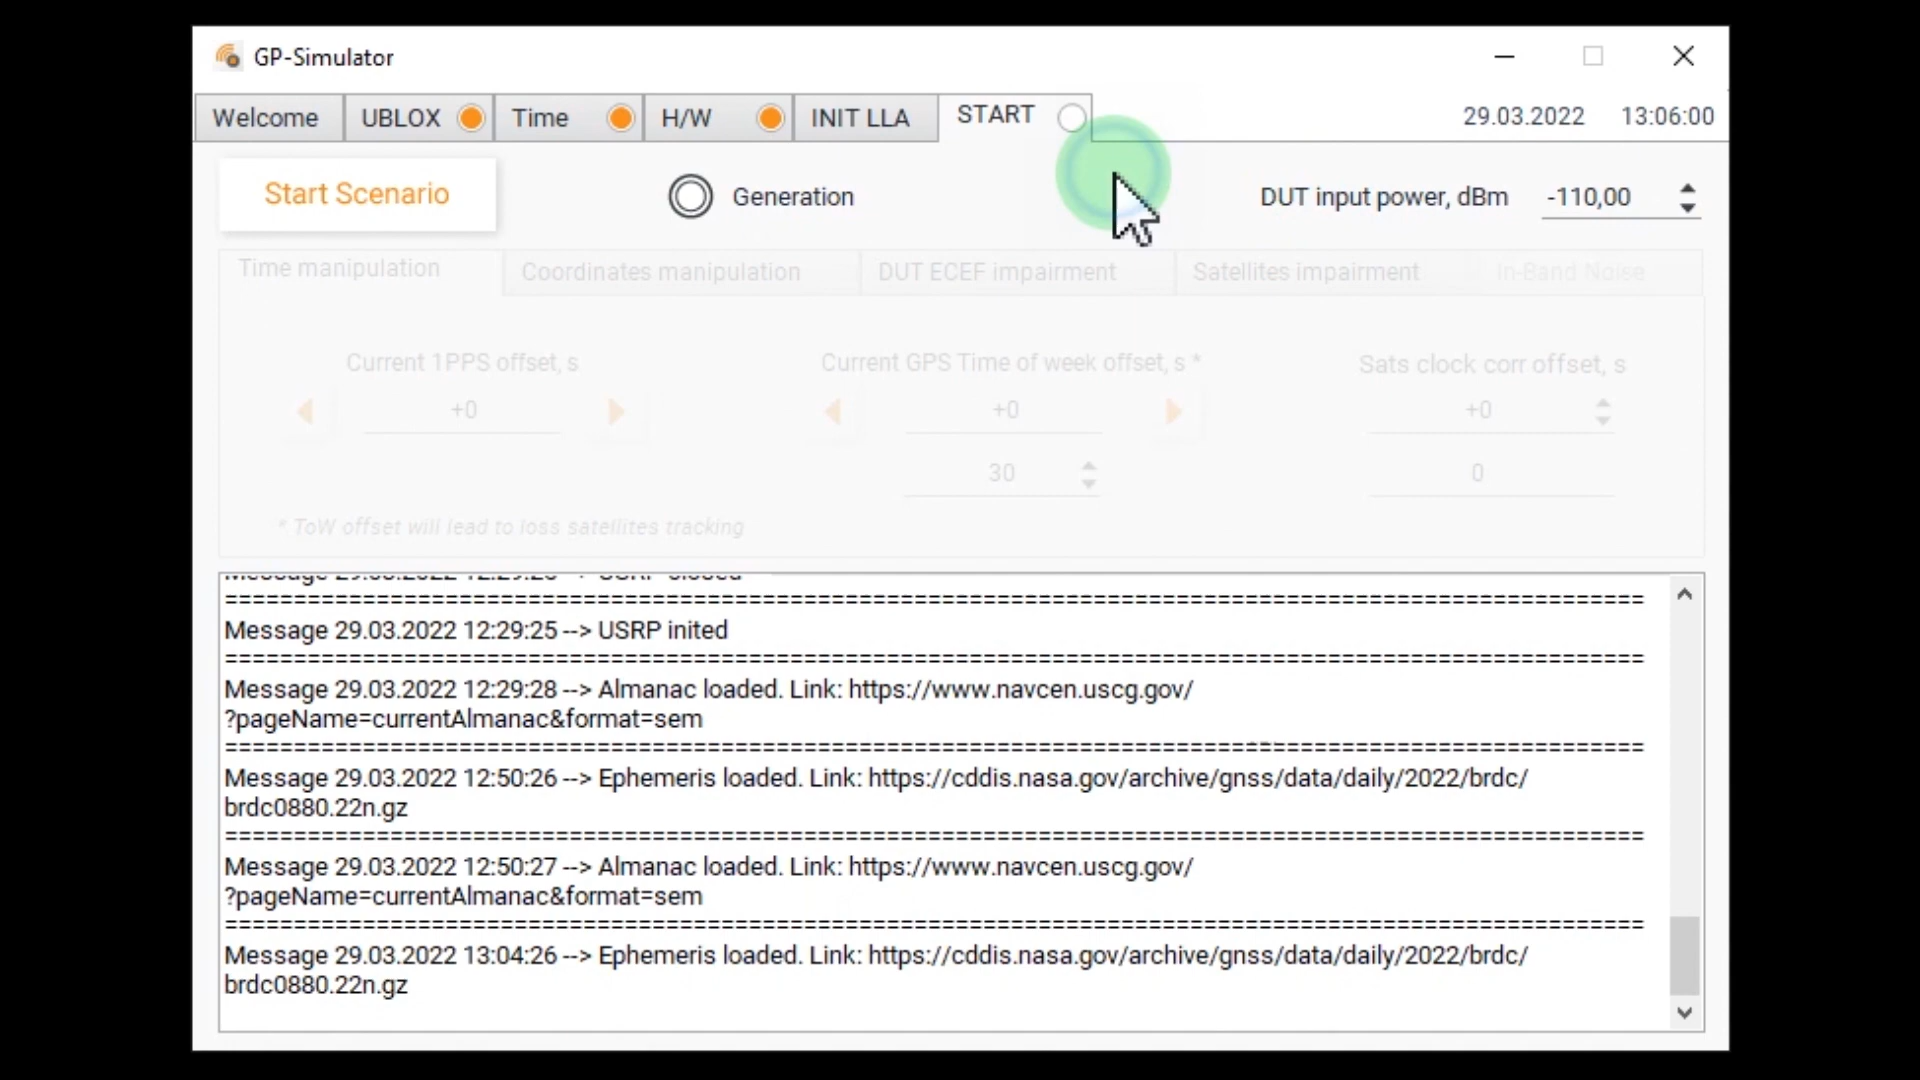 GP-Simulator
Welcome
UBLOX
Time
H/W
INIT LLA
START
29.03.2022
13:06:00
Start Scenario
Generation
DUT input power, dBm
-110,00
Time manipulation
Coordinates manipulation
DUT ECEF impairment
Satellites impairment
In-Band Noise
Current 1PPS offset, s
Current GPS Time of week offset, s *
Sats clock corr offset, s
+0
+0
+0
30
0
* ToW offset will lead to loss satellites tracking
Message 29.03.2022 12:29:25 --> USRP inited
Message 29.03.2022 12:29:28 --> Almanac loaded. Link: https://www.navcen.uscg.gov/
?pageName=currentAlmanac&format=sem
Message 29.03.2022 12:50:26 --> Ephemeris loaded. Link: https://cddis.nasa.gov/archive/gnss/data/daily/2022/brdc/
brdc0880.22n.gz
Message 29.03.2022 12:50:27 --> Almanac loaded. Link: https://www.navcen.uscg.gov/
?pageName=currentAlmanac&format=sem
Message 29.03.2022 13:04:26 --> Ephemeris loaded. Link: https://cddis.nasa.gov/archive/gnss/data/daily/2022/brdc/
brdc0880.22n.gz